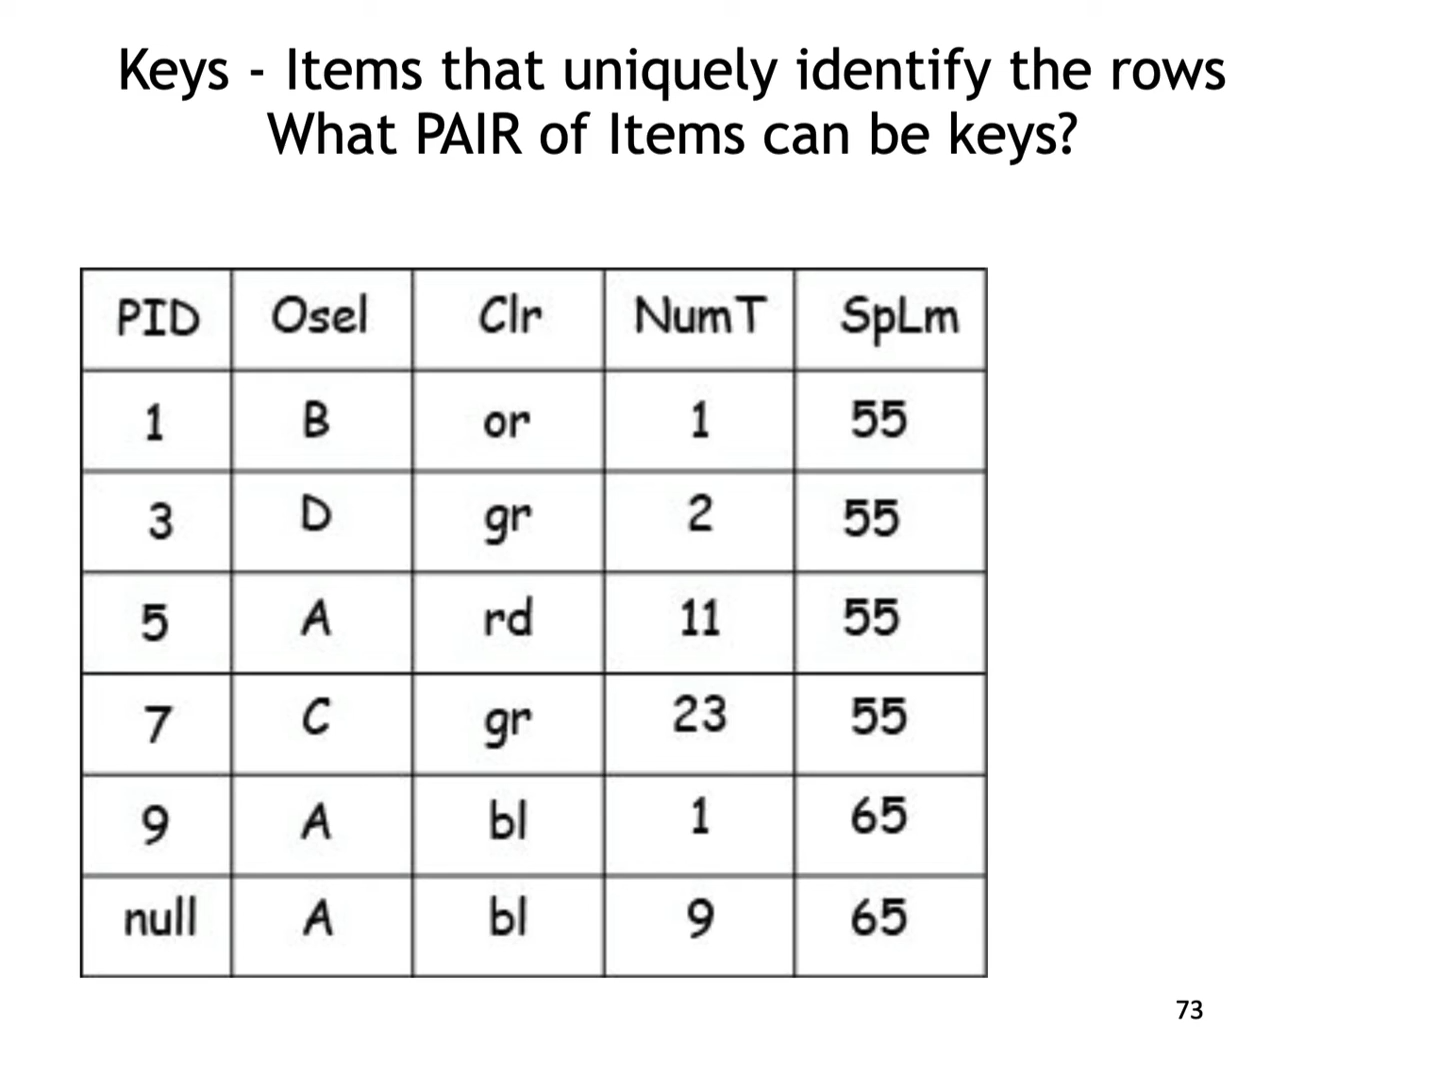 Keys - Items that uniquely identify the rows
What PAIR of Items can be keys?
PID Osel Clr NumT SpLm
1 B or 1 55
3 D gr 2 55
5 A rd 11 55
7 C gr 23 55
9 A bl 1 65
null A bl 9 65
73